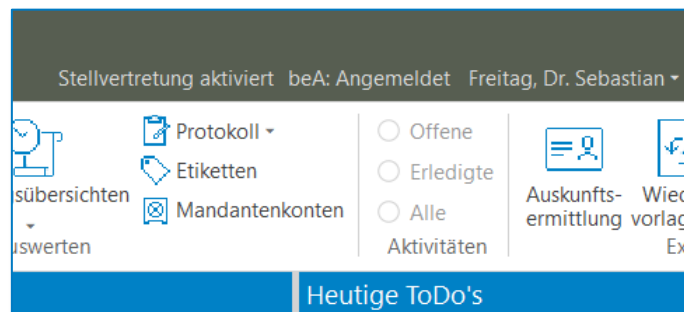 Stellvertretung aktiviert beA: Angemeldet Freitag, Dr. Sebastian
Protokoll
Etiketten
Mandantenkonten
Offene
Erledigte
Alle
Aktivitäten
Auskunfts-
ermittlung
Heutige ToDo's